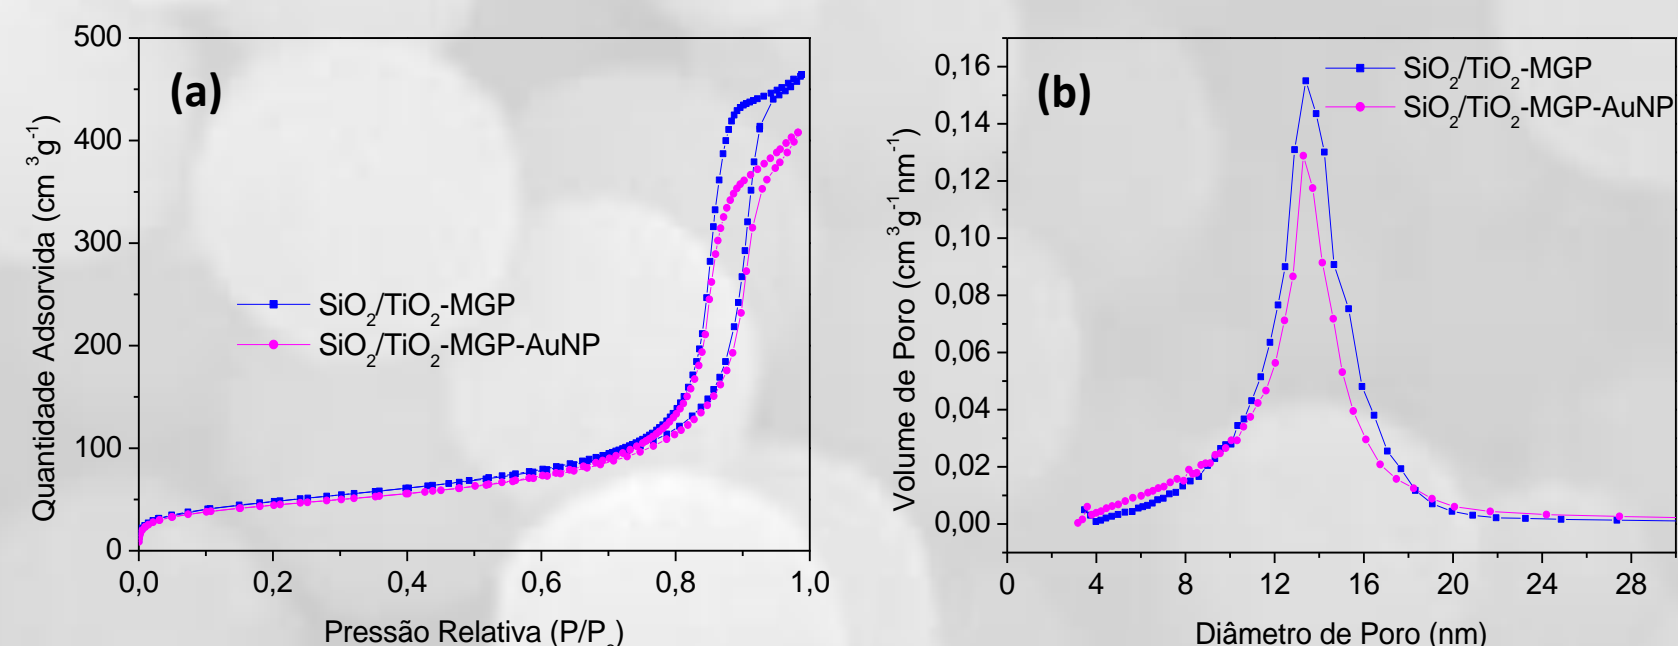 (a)
500
400
300
200
100
0
Quantidade Adsorvida (cm³g⁻¹)
SiO₂/TiO₂-MGP
SiO₂/TiO₂-MGP-AuNP
0,0 0,2 0,4 0,6 0,8 1,0
Pressão Relativa (P/P₀)
(b)
SiO₂/TiO₂-MGP
SiO₂/TiO₂-MGP-AuNP
0,16
0,14
0,12
0,10
0,08
0,06
0,04
0,02
0,00
Volume de Poro (cm³g⁻¹nm⁻¹)
0 4 8 12 16 20 24 28
Diâmetro de Poro (nm)